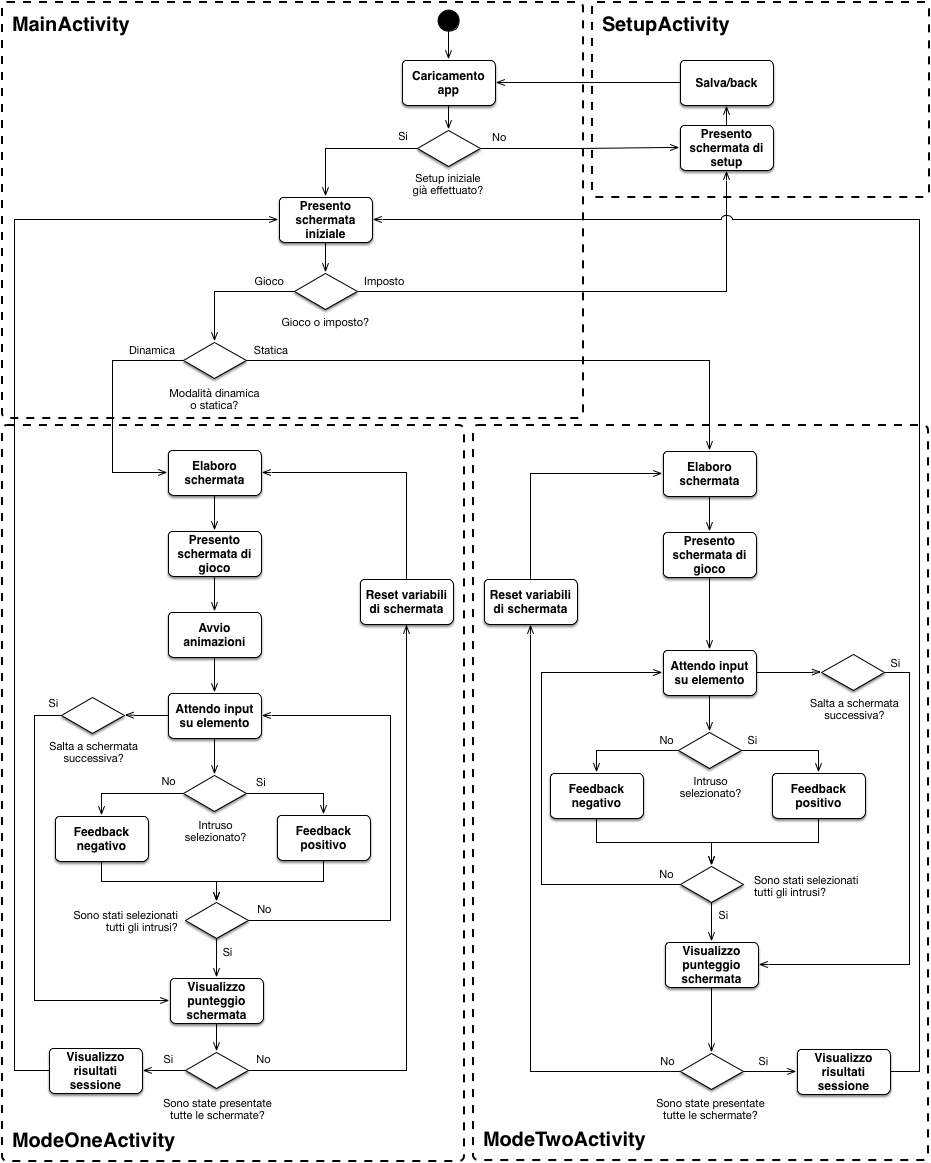 MainActivity
SetupActivity
Caricamento
app
Salva/back
Si
No
Presento
schermata di
setup
Setup iniziale
già effettuato?
Presento
schermata
iniziale
Gioco
Imposto
Gioco o imposto?
Dinamica
Statica
Modalità dinamica
o statica?
Elaboro
schermata
Presento
schermata di
gioco
Reset variabili
di schermata
Avvio
animazioni
Attendo input
su elemento
Si
Salta a schermata
successiva?
No
Si
Intruso
selezionato?
Feedback
negativo
Feedback
positivo
Sono stati selezionati
tutti gli intrusi?
No
Si
Visualizzo
punteggio
schermata
Visualizzo
risultati
sessione
Si
No
Sono state presentate
tutte le schermate?
ModeOneActivity
Elaboro
schermata
Presento
schermata di
gioco
Reset variabili
di schermata
Attendo input
su elemento
Si
Salta a schermata
successiva?
No
Si
Intruso
selezionato?
Feedback
negativo
Feedback
positivo
No
Sono stati selezionati
tutti gli intrusi?
Si
Visualizzo
punteggio
schermata
No
Si
Visualizzo
risultati
sessione
Sono state presentate
tutte le schermate?
ModeTwoActivity